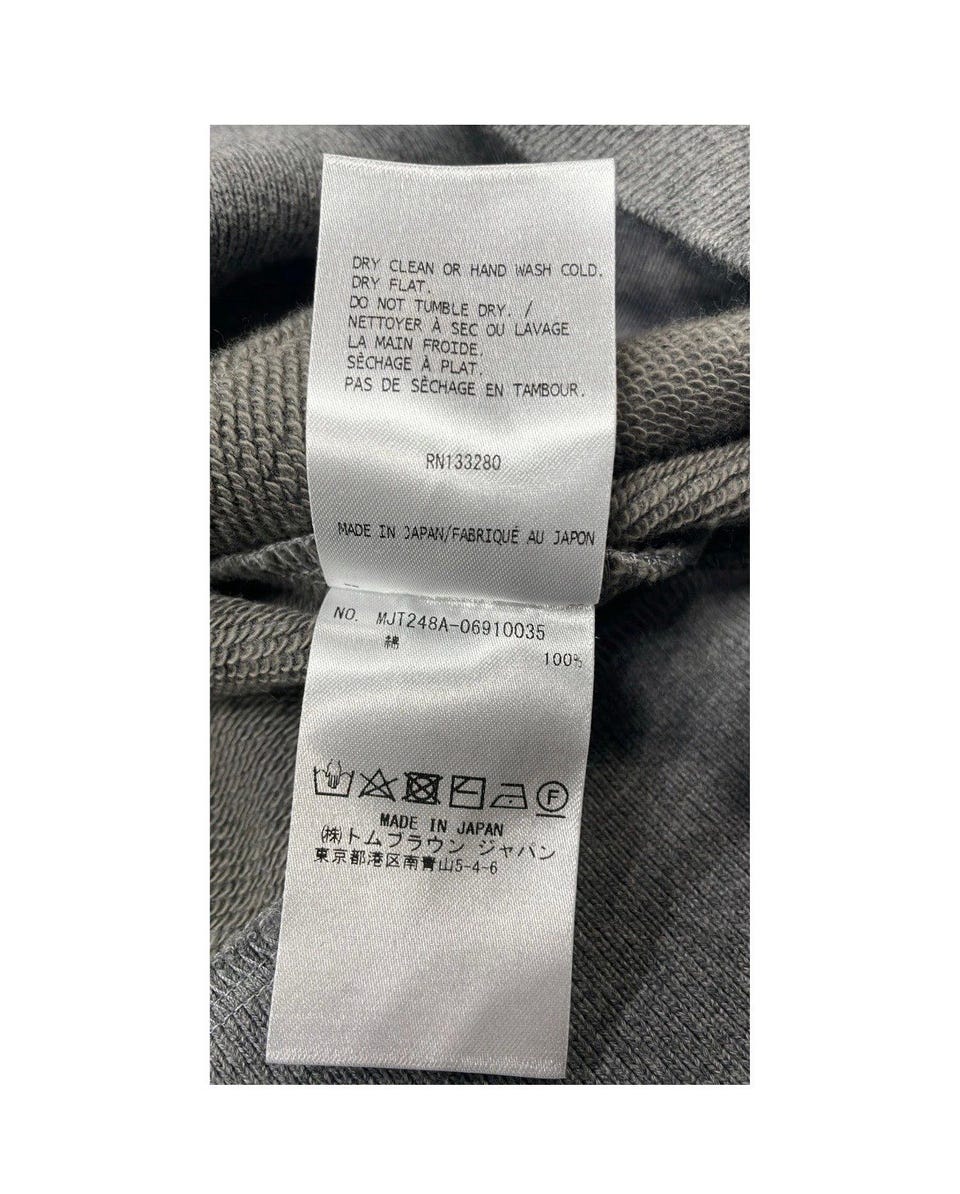 DRY CLEAN OR HAND WASH COLD.
DRY FLAT.
DO NOT TUMBLE DRY. /
NETTOYER À SEC OU LAVAGE
LA MAIN FROIDE.
SÈCHAGE À PLAT.
PAS DE SÈCHAGE EN TAMBOUR.
RN133280
MADE IN JAPAN/FABRIQUÉ AU JAPON
NO. MJT248A-06910035
綿 100%
F
MADE IN JAPAN
(株)トムブラウン ジャパン
東京都港区南青山5-4-6